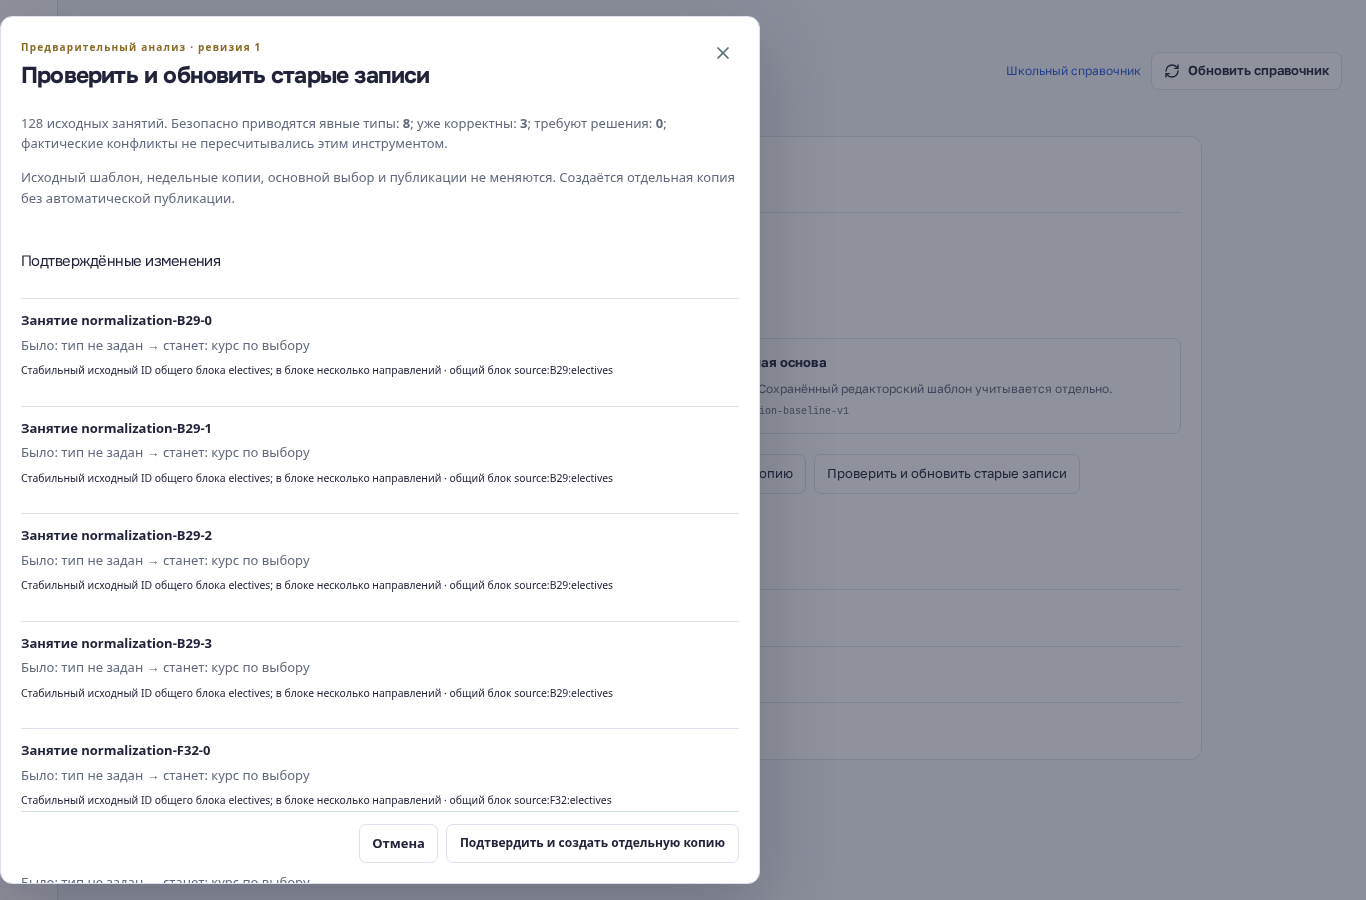 Предварительный анализ · ревизия 1
Проверить и обновить старые записи
128 исходных занятий. Безопасно приводятся явные типы: 8; уже корректны: 3; требуют решения: 0;
фактические конфликты не пересчитывались этим инструментом.
Исходный шаблон, недельные копии, основной выбор и публикации не меняются. Создаётся отдельная копия
без автоматической публикации.
Подтверждённые изменения
Занятие normalization-B29-0
Было: тип не задан → станет: курс по выбору
Стабильный исходный ID общего блока electives; в блоке несколько направлений · общий блок source:B29:electives
Занятие normalization-B29-1
Было: тип не задан → станет: курс по выбору
Стабильный исходный ID общего блока electives; в блоке несколько направлений · общий блок source:B29:electives
Занятие normalization-B29-2
Было: тип не задан → станет: курс по выбору
Стабильный исходный ID общего блока electives; в блоке несколько направлений · общий блок source:B29:electives
Занятие normalization-B29-3
Было: тип не задан → станет: курс по выбору
Стабильный исходный ID общего блока electives; в блоке несколько направлений · общий блок source:B29:electives
Занятие normalization-F32-0
Было: тип не задан → станет: курс по выбору
Стабильный исходный ID общего блока electives; в блоке несколько направлений · общий блок source:F32:electives
Отмена
Подтвердить и создать отдельную копию
Было: тип не задан → станет: курс по выбору
Школьный справочник
Обновить справочник
ая основа
Сохранённый редакторский шаблон учитывается отдельно.
ion-baseline-v1
опию
Проверить и обновить старые записи